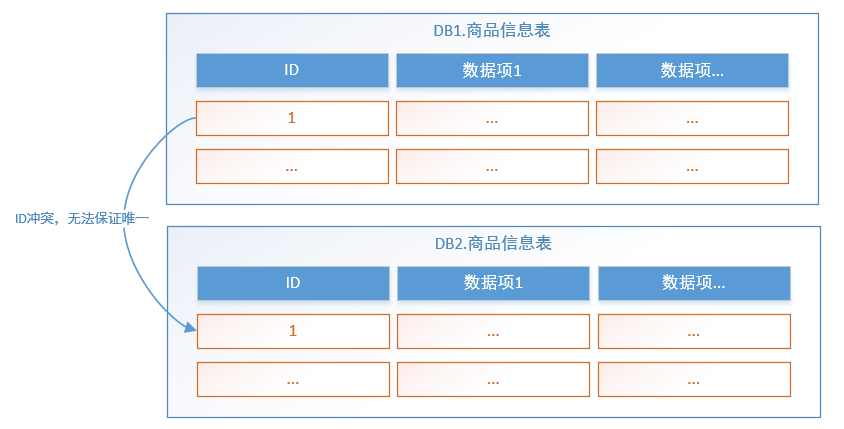 DB1.商品信息表
ID 数据项1 数据项...
1 ... ...
... ... ...
ID冲突，无法保证唯一
DB2.商品信息表
ID 数据项1 数据项...
1 ... ...
... ... ...